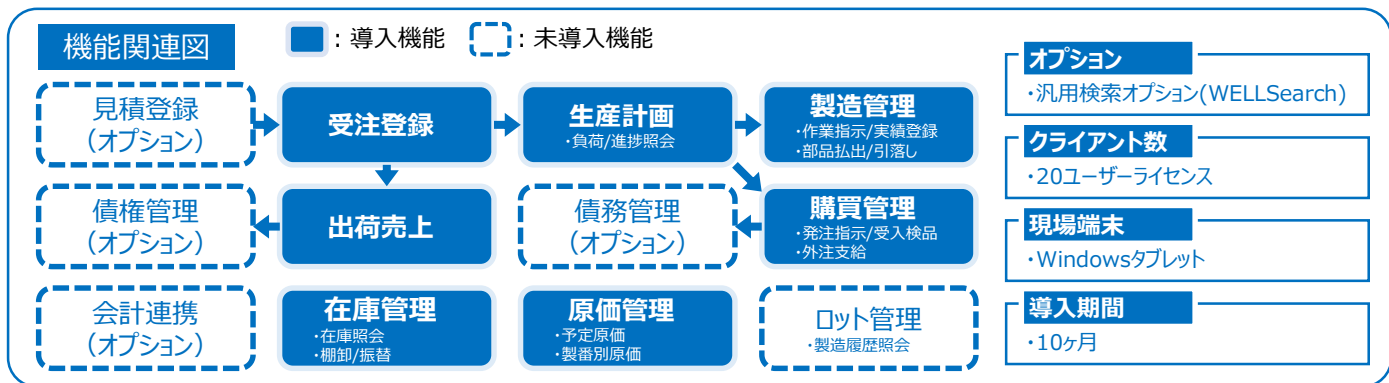 機能関連図
：導入機能
：未導入機能
見積登録
(オプション)
受注登録
生産計画
・負荷/進捗照会
製造管理
・作業指示/実績登録
・部品払出/引落し
債権管理
(オプション)
出荷売上
債務管理
(オプション)
購買管理
・発注指示/受入検品
・外注支給
会計連携
(オプション)
在庫管理
・在庫照会
・棚卸/振替
原価管理
・予定原価
・製番別原価
ロット管理
・製造履歴照会
オプション
・汎用検索オプション(WELLSearch)
クライアント数
・20ユーザーライセンス
現場端末
・Windowsタブレット
導入期間
・10ヶ月